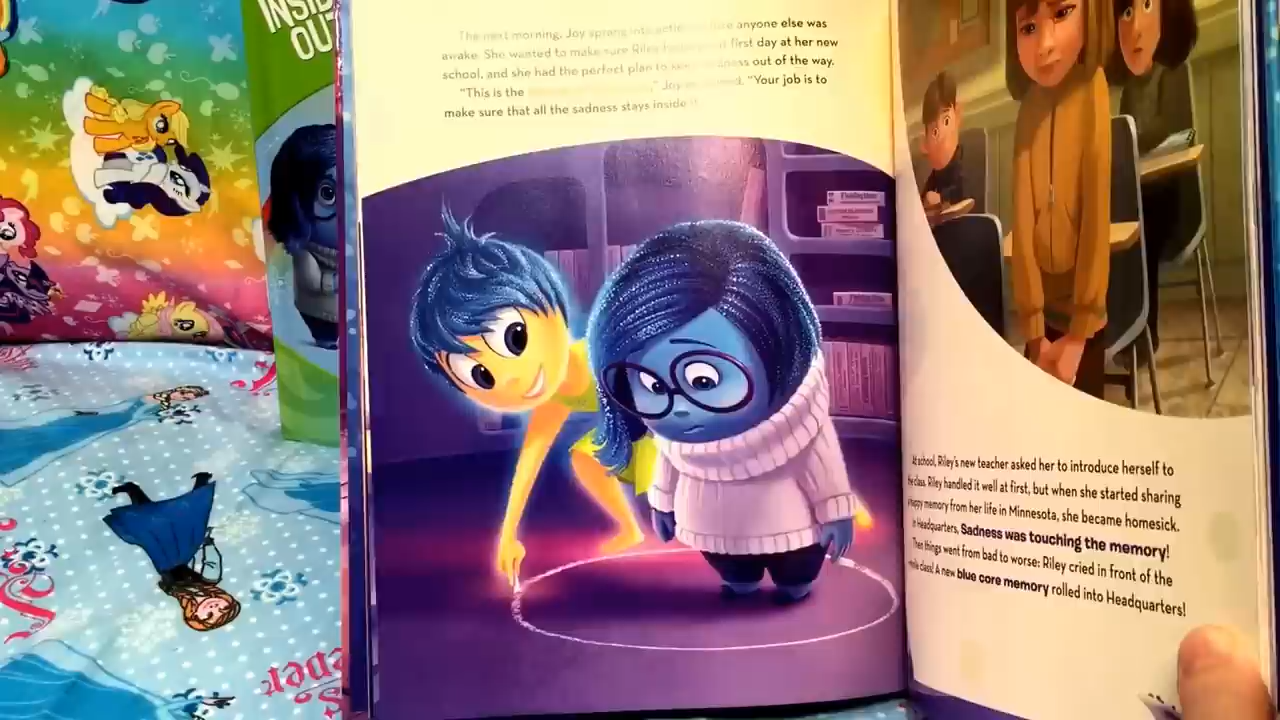 INSIDE
OUT
The next morning, Joy sprang into action before anyone else was
awake. She wanted to make sure Riley first day at her new
school, and she had the perfect plan to keep sadness out of the way.
"This is the Joy "Your job is to
make sure that all the sadness stays inside it
At school, Riley's new teacher asked her to introduce herself to
the class. Riley handled it well at first, but when she started sharing
happy memory from her life in Minnesota, she became homesick.
In Headquarters, Sadness was touching the memory!
Then things went from bad to worse: Riley cried in front of the
whole class! A new blue core memory rolled into Headquarters!